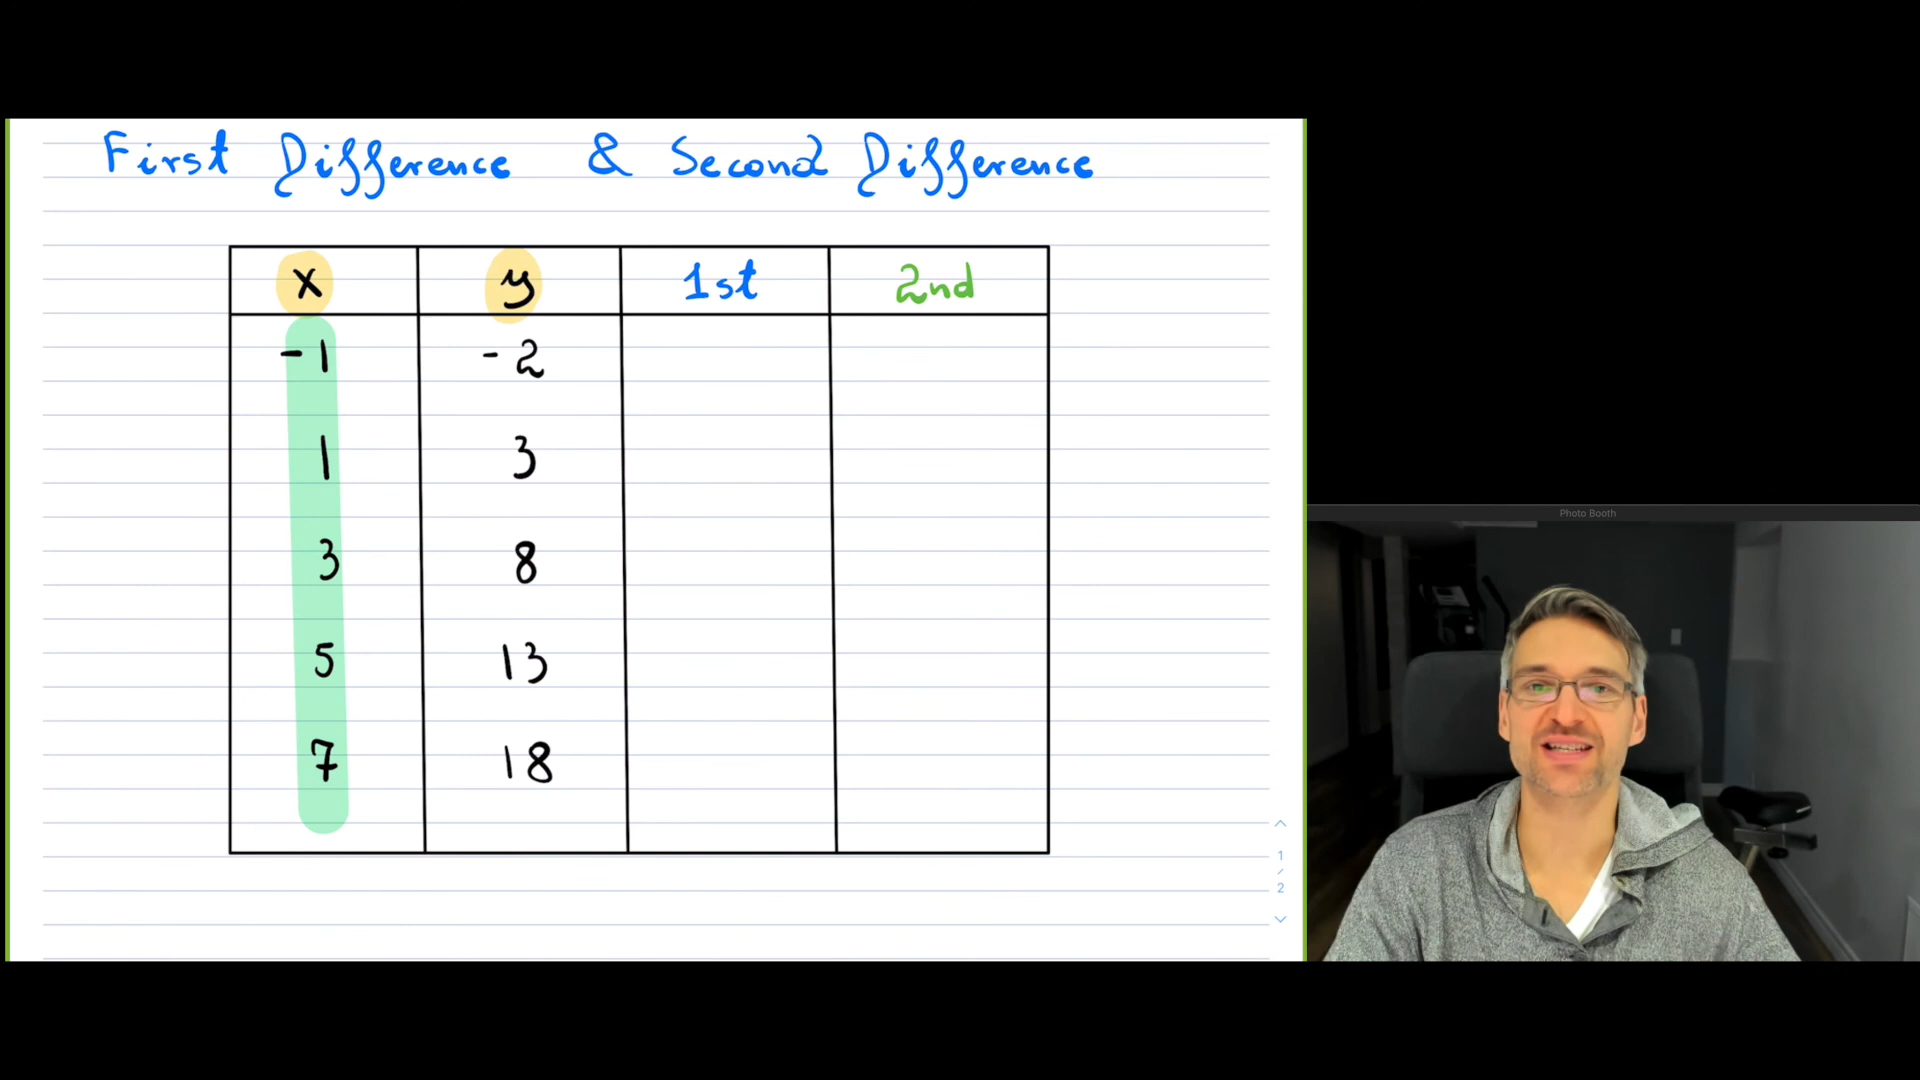 First Difference & Second Difference
x y 1st 2nd
-1 -2
1 3
3 8
5 13
7 18
Photo Booth
1
/
2